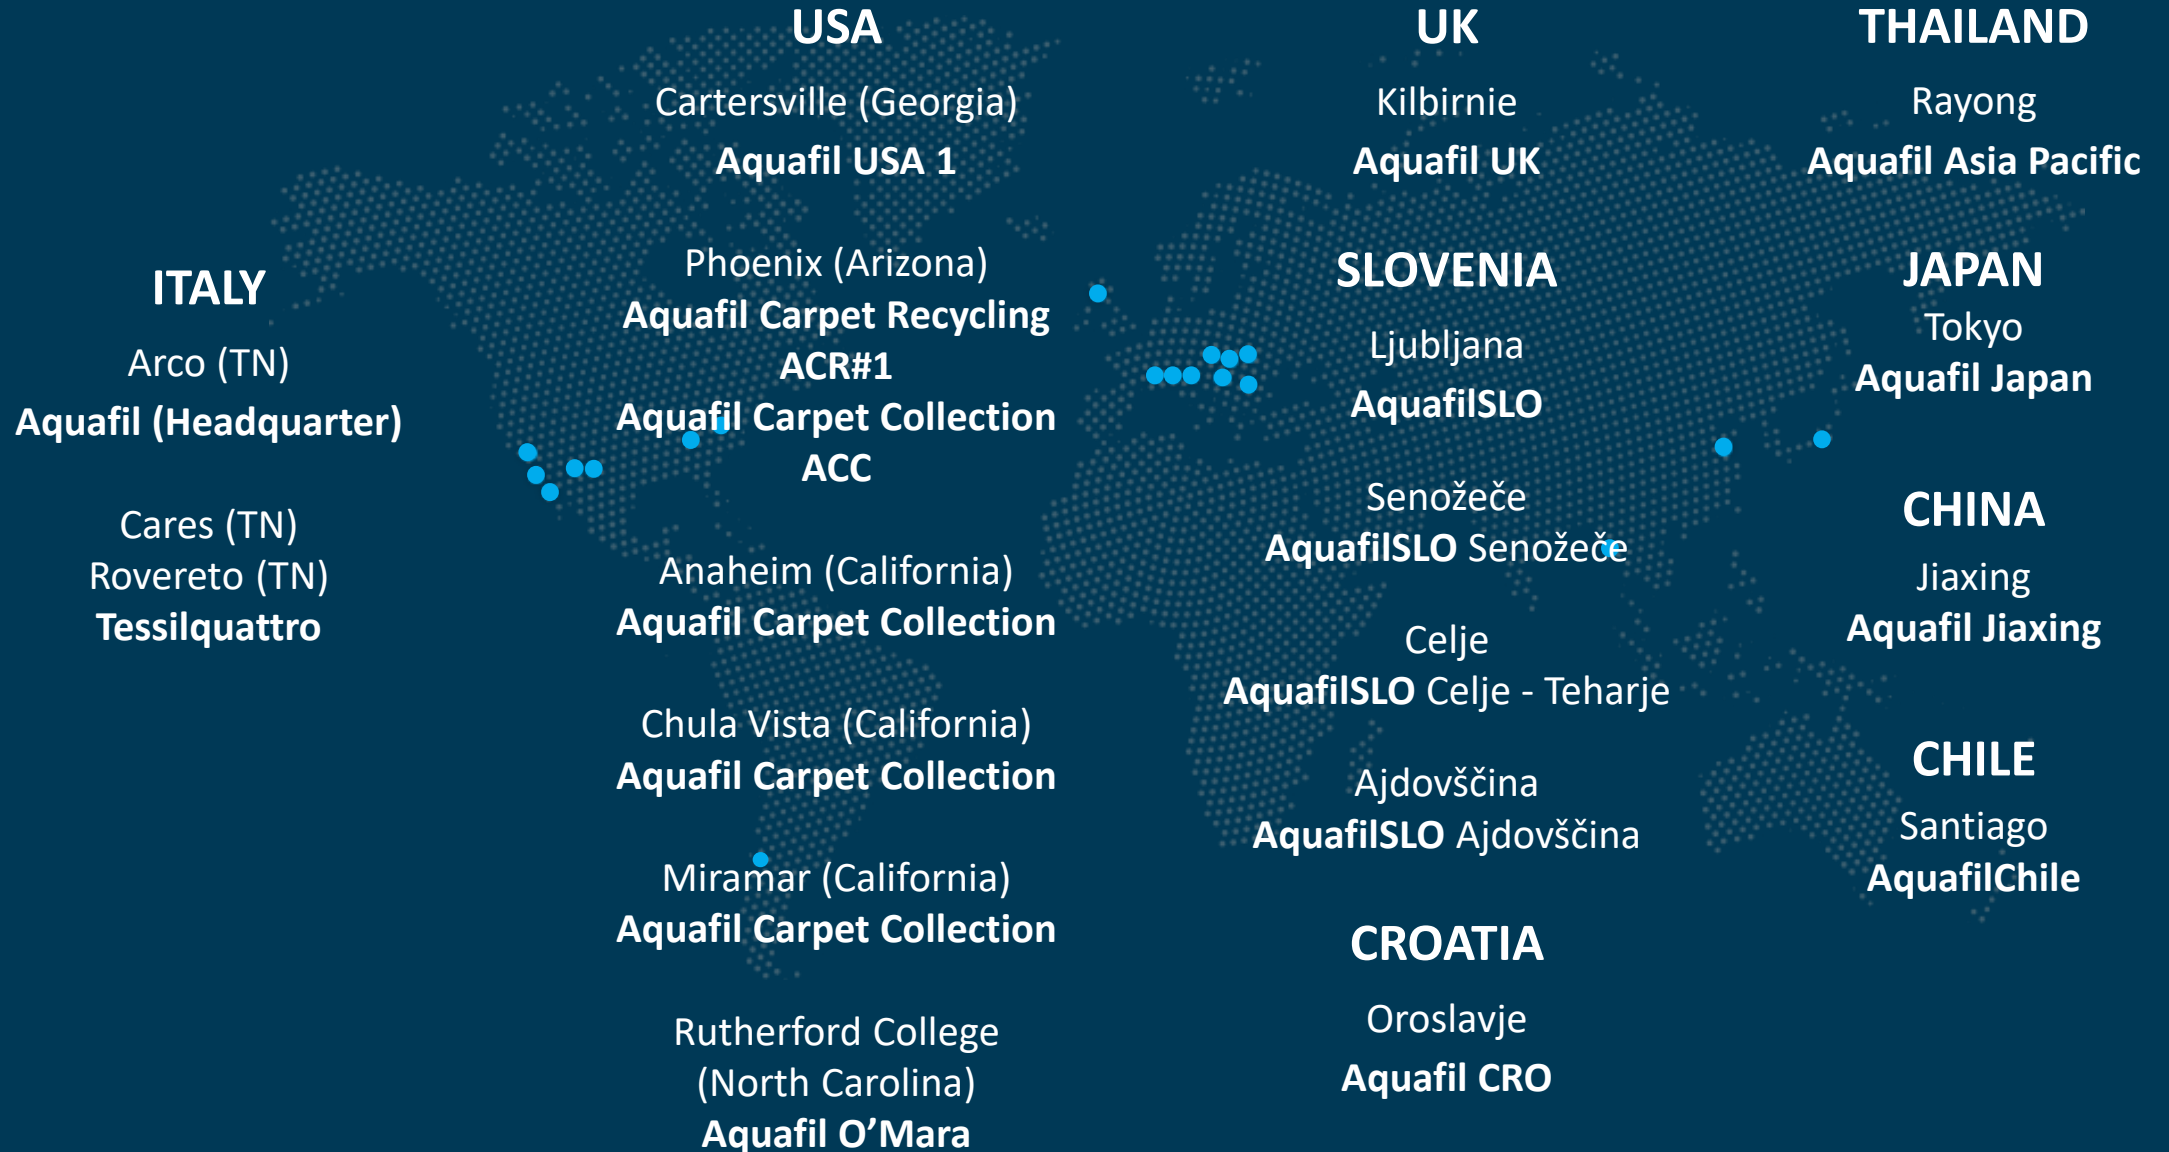 ITALY
Arco (TN)
Aquafil (Headquarter)
Cares (TN)
Rovereto (TN)
Tessilquattro
USA
Cartersville (Georgia)
Aquafil USA 1
Phoenix (Arizona)
Aquafil Carpet Recycling
ACR#1
Aquafil Carpet Collection
ACC
Anaheim (California)
Aquafil Carpet Collection
Chula Vista (California)
Aquafil Carpet Collection
Miramar (California)
Aquafil Carpet Collection
Rutherford College
(North Carolina)
Aquafil O’Mara
UK
Kilbirnie
Aquafil UK
SLOVENIA
Ljubljana
AquafilSLO
Senožeče
AquafilSLO Senožeče
Celje
AquafilSLO Celje - Teharje
Ajdovščina
AquafilSLO Ajdovščina
CROATIA
Oroslavje
Aquafil CRO
THAILAND
Rayong
Aquafil Asia Pacific
JAPAN
Tokyo
Aquafil Japan
CHINA
Jiaxing
Aquafil Jiaxing
CHILE
Santiago
AquafilChile